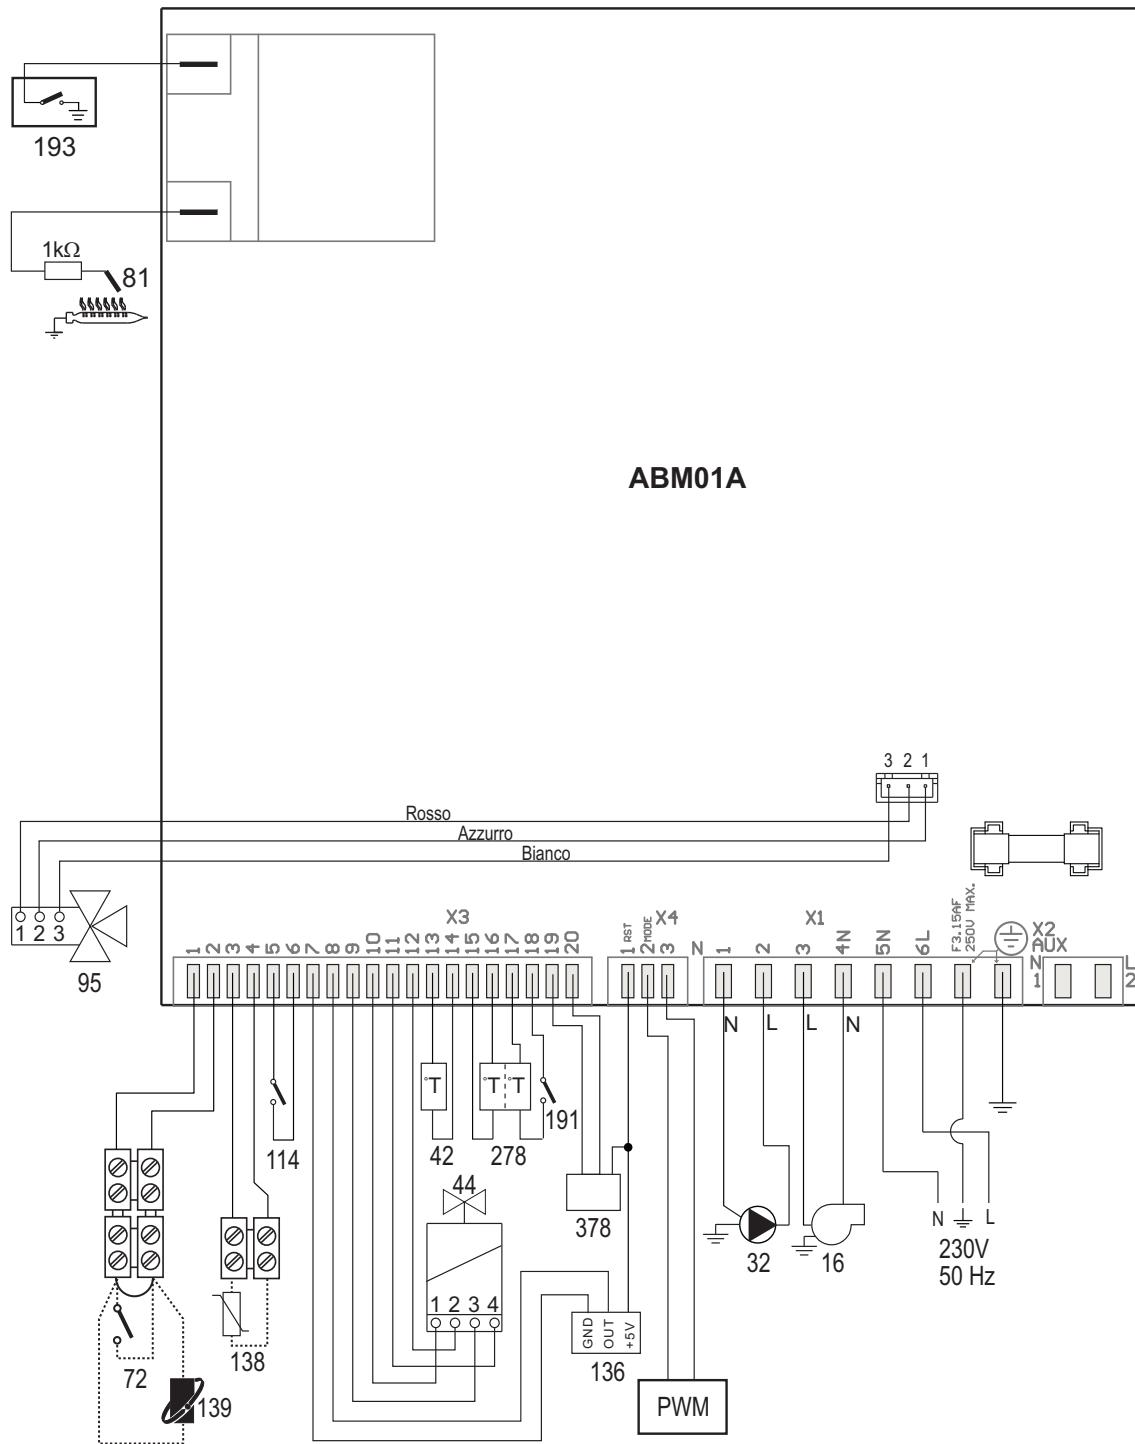 193
1kΩ
81
ABM01A
3 2 1
Rosso
Azzurro
Bianco
1 2 3
95
X3
1 2 3 4 5 6 7 8 9 10 11 12 13 14 15 16 17 18 19 20
X4
1 RST
2 MODE
3
N
X1
1 2 3 4N 5N 6L
F3.15AF
250V MAX.
X2
AUX
N
1
L
2
N L L N
°T
°T °T
114
42
278
191
44
378
32
16
N L
230V
50 Hz
1 2 3 4
GND
OUT
+5V
136
72
138
139
PWM